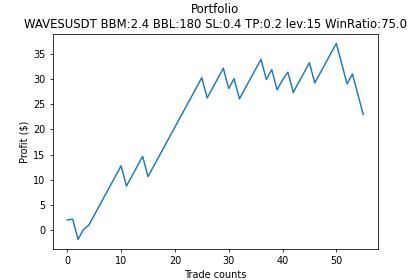 Portfolio
WAVESUSDT BBM:2.4 BBL:180 SL:0.4 TP:0.2 lev:15 WinRatio:75.0
35
30
25
20
15
10
5
0
Profit ($)
0 10 20 30 40 50
Trade counts